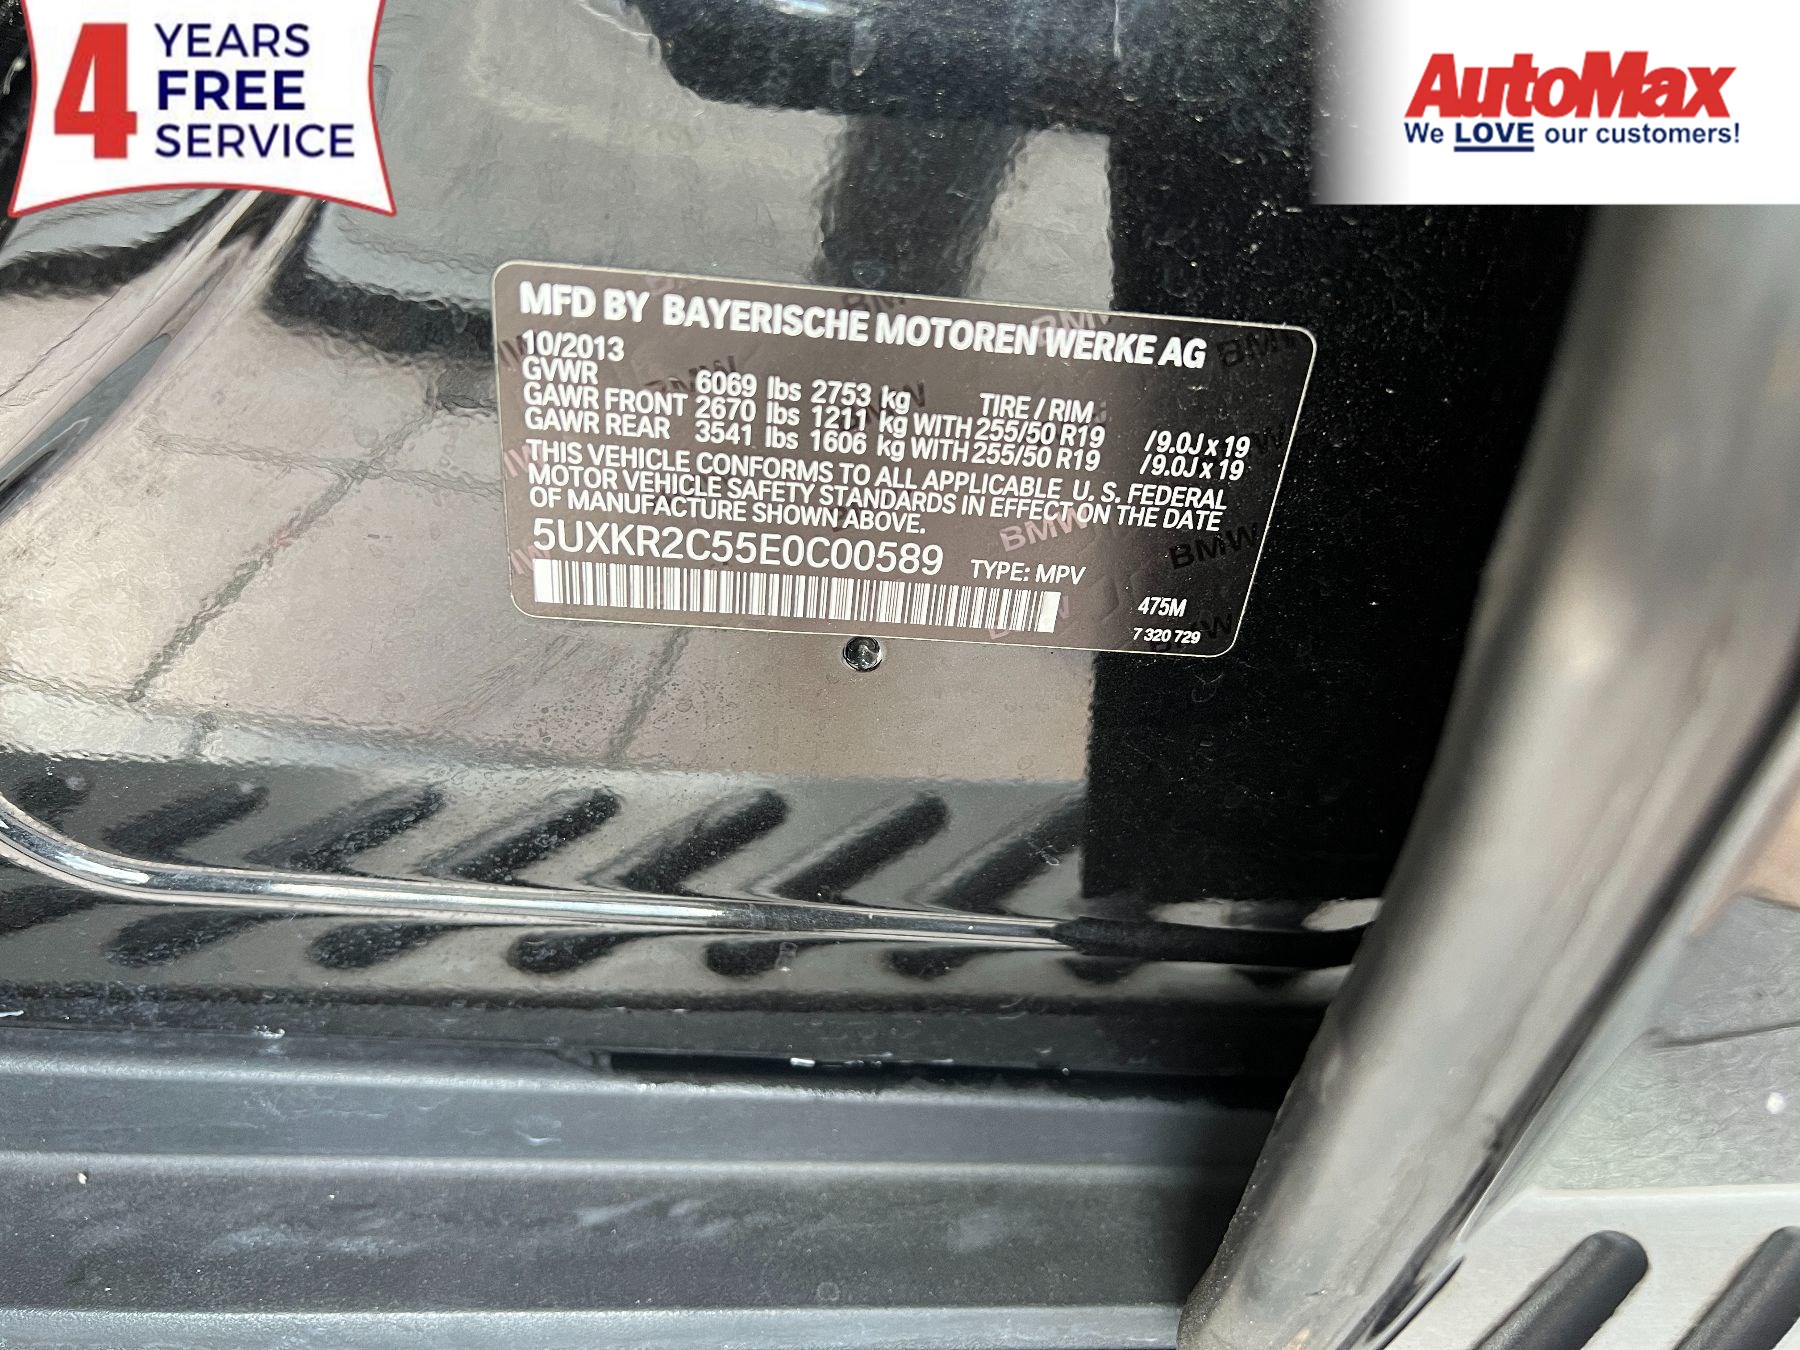 4 YEARS
FREE
SERVICE
AutoMax
We LOVE our customers!
MFD BY BAYERISCHE MOTOREN WERKE AG
10/2013
GVWR 6069 lbs 2753 kg TIRE / RIM
GAWR FRONT 2670 lbs 1211 kg WITH 255/50 R19 /9.0J x 19
GAWR REAR 3541 lbs 1606 kg WITH 255/50 R19 /9.0J x 19
THIS VEHICLE CONFORMS TO ALL APPLICABLE U. S. FEDERAL
MOTOR VEHICLE SAFETY STANDARDS IN EFFECT ON THE DATE
OF MANUFACTURE SHOWN ABOVE.
5UXKR2C55E0C00589 TYPE: MPV
475M
7 320 729